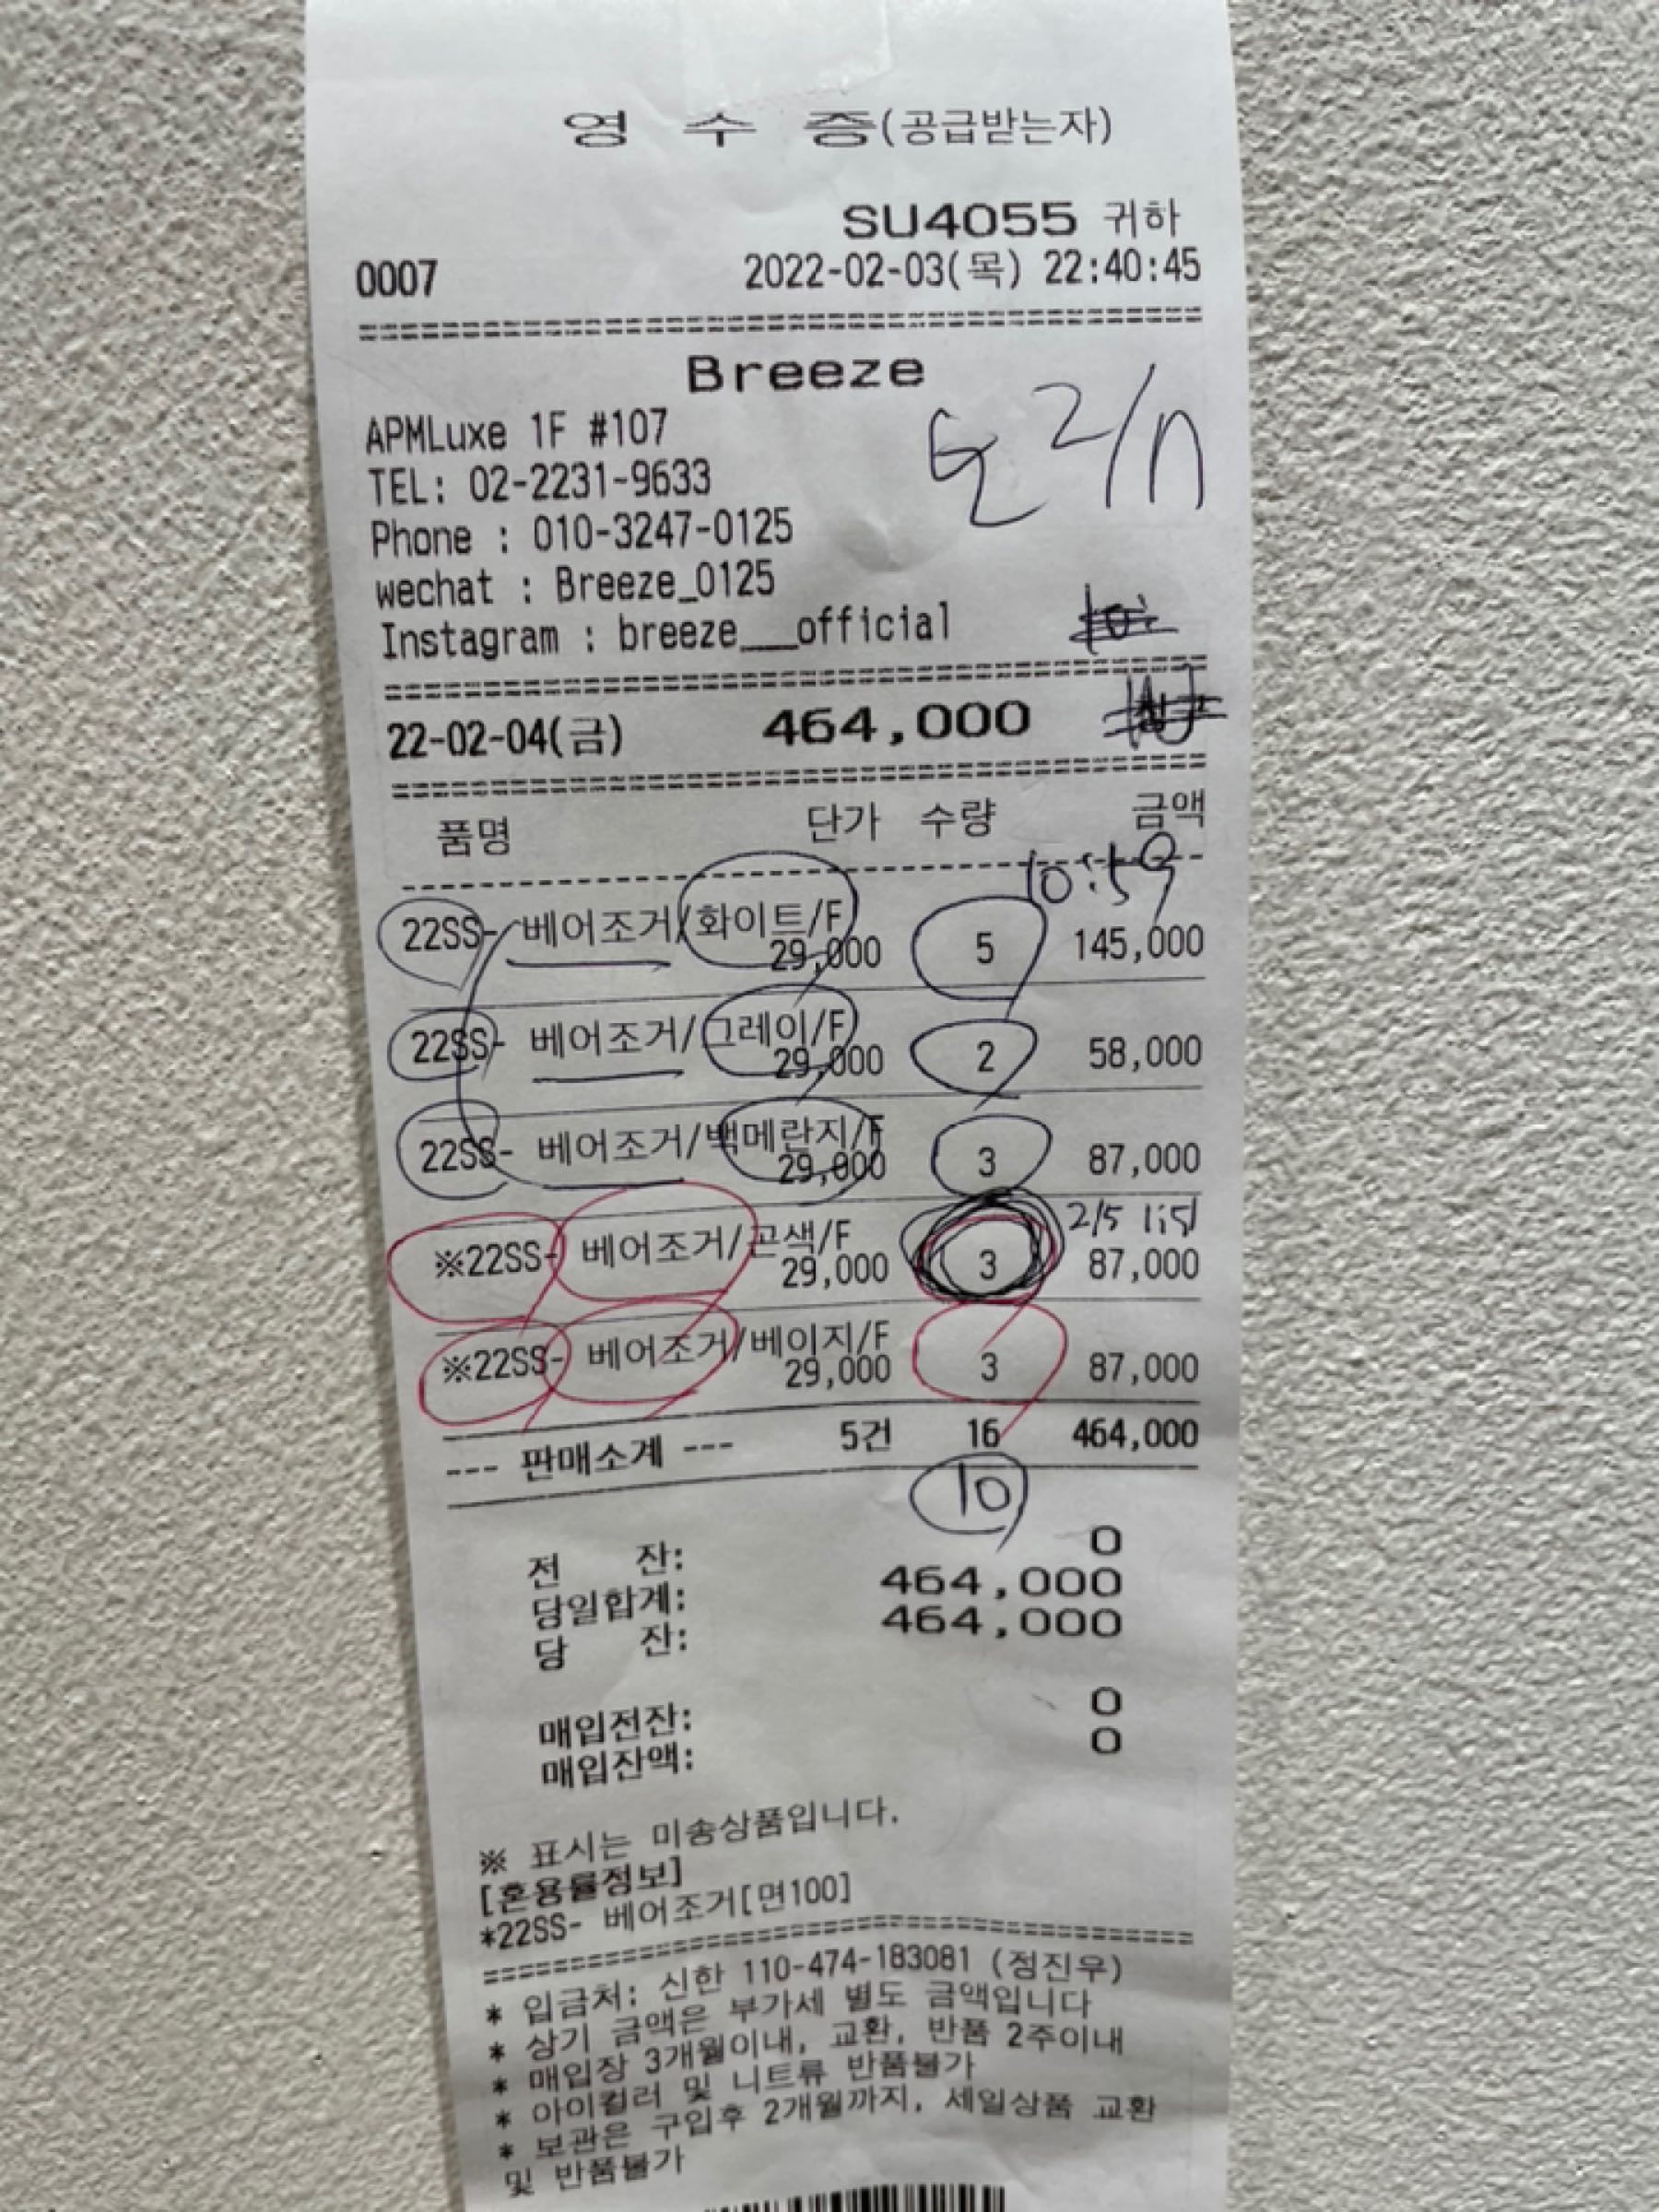 영 수 증(공급받는자)
SU4055 귀하
0007 2022-02-03(목) 22:40:45
Breeze
APMLuxe 1F #107
TEL: 02-2231-9633
Phone : 010-3247-0125
wechat : Breeze_0125
Instagram : breeze___official
22-02-04(금) 464,000
품명 단가 수량 금액
10:59
22SS- 베어조거/화이트/F
29,000 5 145,000
22SS- 베어조거/그레이/F
29,000 2 58,000
22SS- 베어조거/백메란지/F
29,000 3 87,000
2/5 1:51
※22SS- 베어조거/곤색/F
29,000 3 87,000
※22SS- 베어조거/베이지/F
29,000 3 87,000
--- 판매소계 --- 5건 16 464,000
10
전 잔: 0
당일합계: 464,000
당 잔: 464,000
매입전잔: 0
매입잔액: 0
※ 표시는 미송상품입니다.
[혼용률정보]
*22SS- 베어조거[면100]
* 입금처: 신한 110-474-183081 (정진우)
* 상기 금액은 부가세 별도 금액입니다
* 매입장 3개월이내, 교환, 반품 2주이내
* 아이컬러 및 니트류 반품불가
* 보관은 구입후 2개월까지, 세일상품 교환
및 반품불가